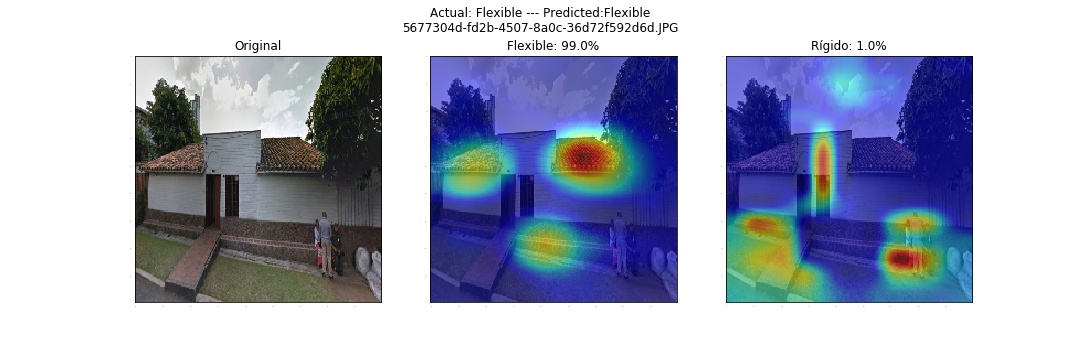 Actual: Flexible --- Predicted:Flexible
5677304d-fd2b-4507-8a0c-36d72f592d6d.JPG
Original
Flexible: 99.0%
Rígido: 1.0%